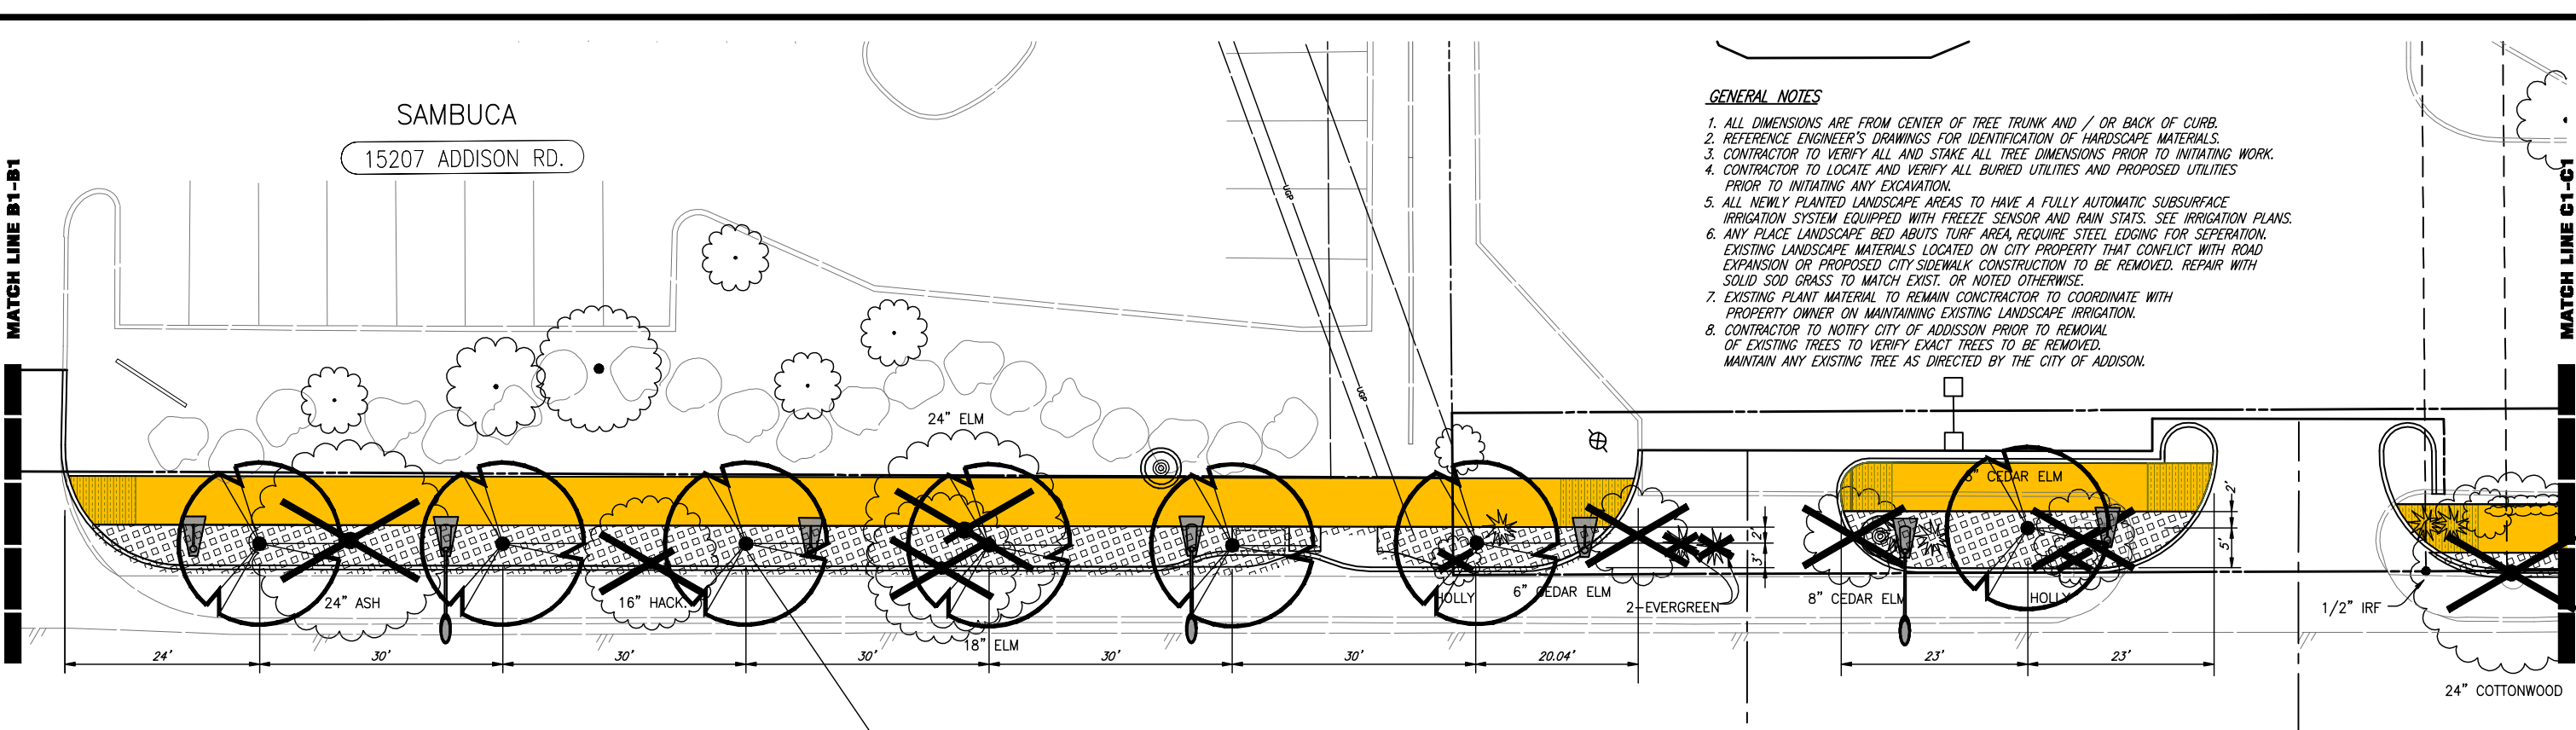 SAMBUCA
15207 ADDISON RD.
MATCH LINE B1-B1
GENERAL NOTES
1. ALL DIMENSIONS ARE FROM CENTER OF TREE TRUNK AND / OR BACK OF CURB.
2. REFERENCE ENGINEER'S DRAWINGS FOR IDENTIFICATION OF HARDSCAPE MATERIALS.
3. CONTRACTOR TO VERIFY ALL AND STAKE ALL TREE DIMENSIONS PRIOR TO INITIATING WORK.
4. CONTRACTOR TO LOCATE AND VERIFY ALL BURIED UTILITIES AND PROPOSED UTILITIES
PRIOR TO INITIATING ANY EXCAVATION.
5. ALL NEWLY PLANTED LANDSCAPE AREAS TO HAVE A FULLY AUTOMATIC SUBSURFACE
IRRIGATION SYSTEM EQUIPPED WITH FREEZE SENSOR AND RAIN STATS. SEE IRRIGATION PLANS.
6. ANY PLACE LANDSCAPE BED ABUTS TURF AREA, REQUIRE STEEL EDGING FOR SEPERATION.
EXISTING LANDSCAPE MATERIALS LOCATED ON CITY PROPERTY THAT CONFLICT WITH ROAD
EXPANSION OR PROPOSED CITY SIDEWALK CONSTRUCTION TO BE REMOVED. REPAIR WITH
SOLID SOD GRASS TO MATCH EXIST. OR NOTED OTHERWISE.
7. EXISTING PLANT MATERIAL TO REMAIN CONCTRACTOR TO COORDINATE WITH
PROPERTY OWNER ON MAINTAINING EXISTING LANDSCAPE IRRIGATION.
8. CONTRACTOR TO NOTIFY CITY OF ADDISSON PRIOR TO REMOVAL
OF EXISTING TREES TO VERIFY EXACT TREES TO BE REMOVED.
MAINTAIN ANY EXISTING TREE AS DIRECTED BY THE CITY OF ADDISON.
MATCH LINE C1-C1
UGP
UGP
24" ELM
CEDAR ELM
2'
5'
2'
3'
24" ASH
16" HACK.
18" ELM
HOLLY
6" CEDAR ELM
2-EVERGREEN
8" CEDAR ELM
HOLLY
1/2" IRF
24" COTTONWOOD
24'
30'
30'
30'
30'
30'
20.04'
23'
23'